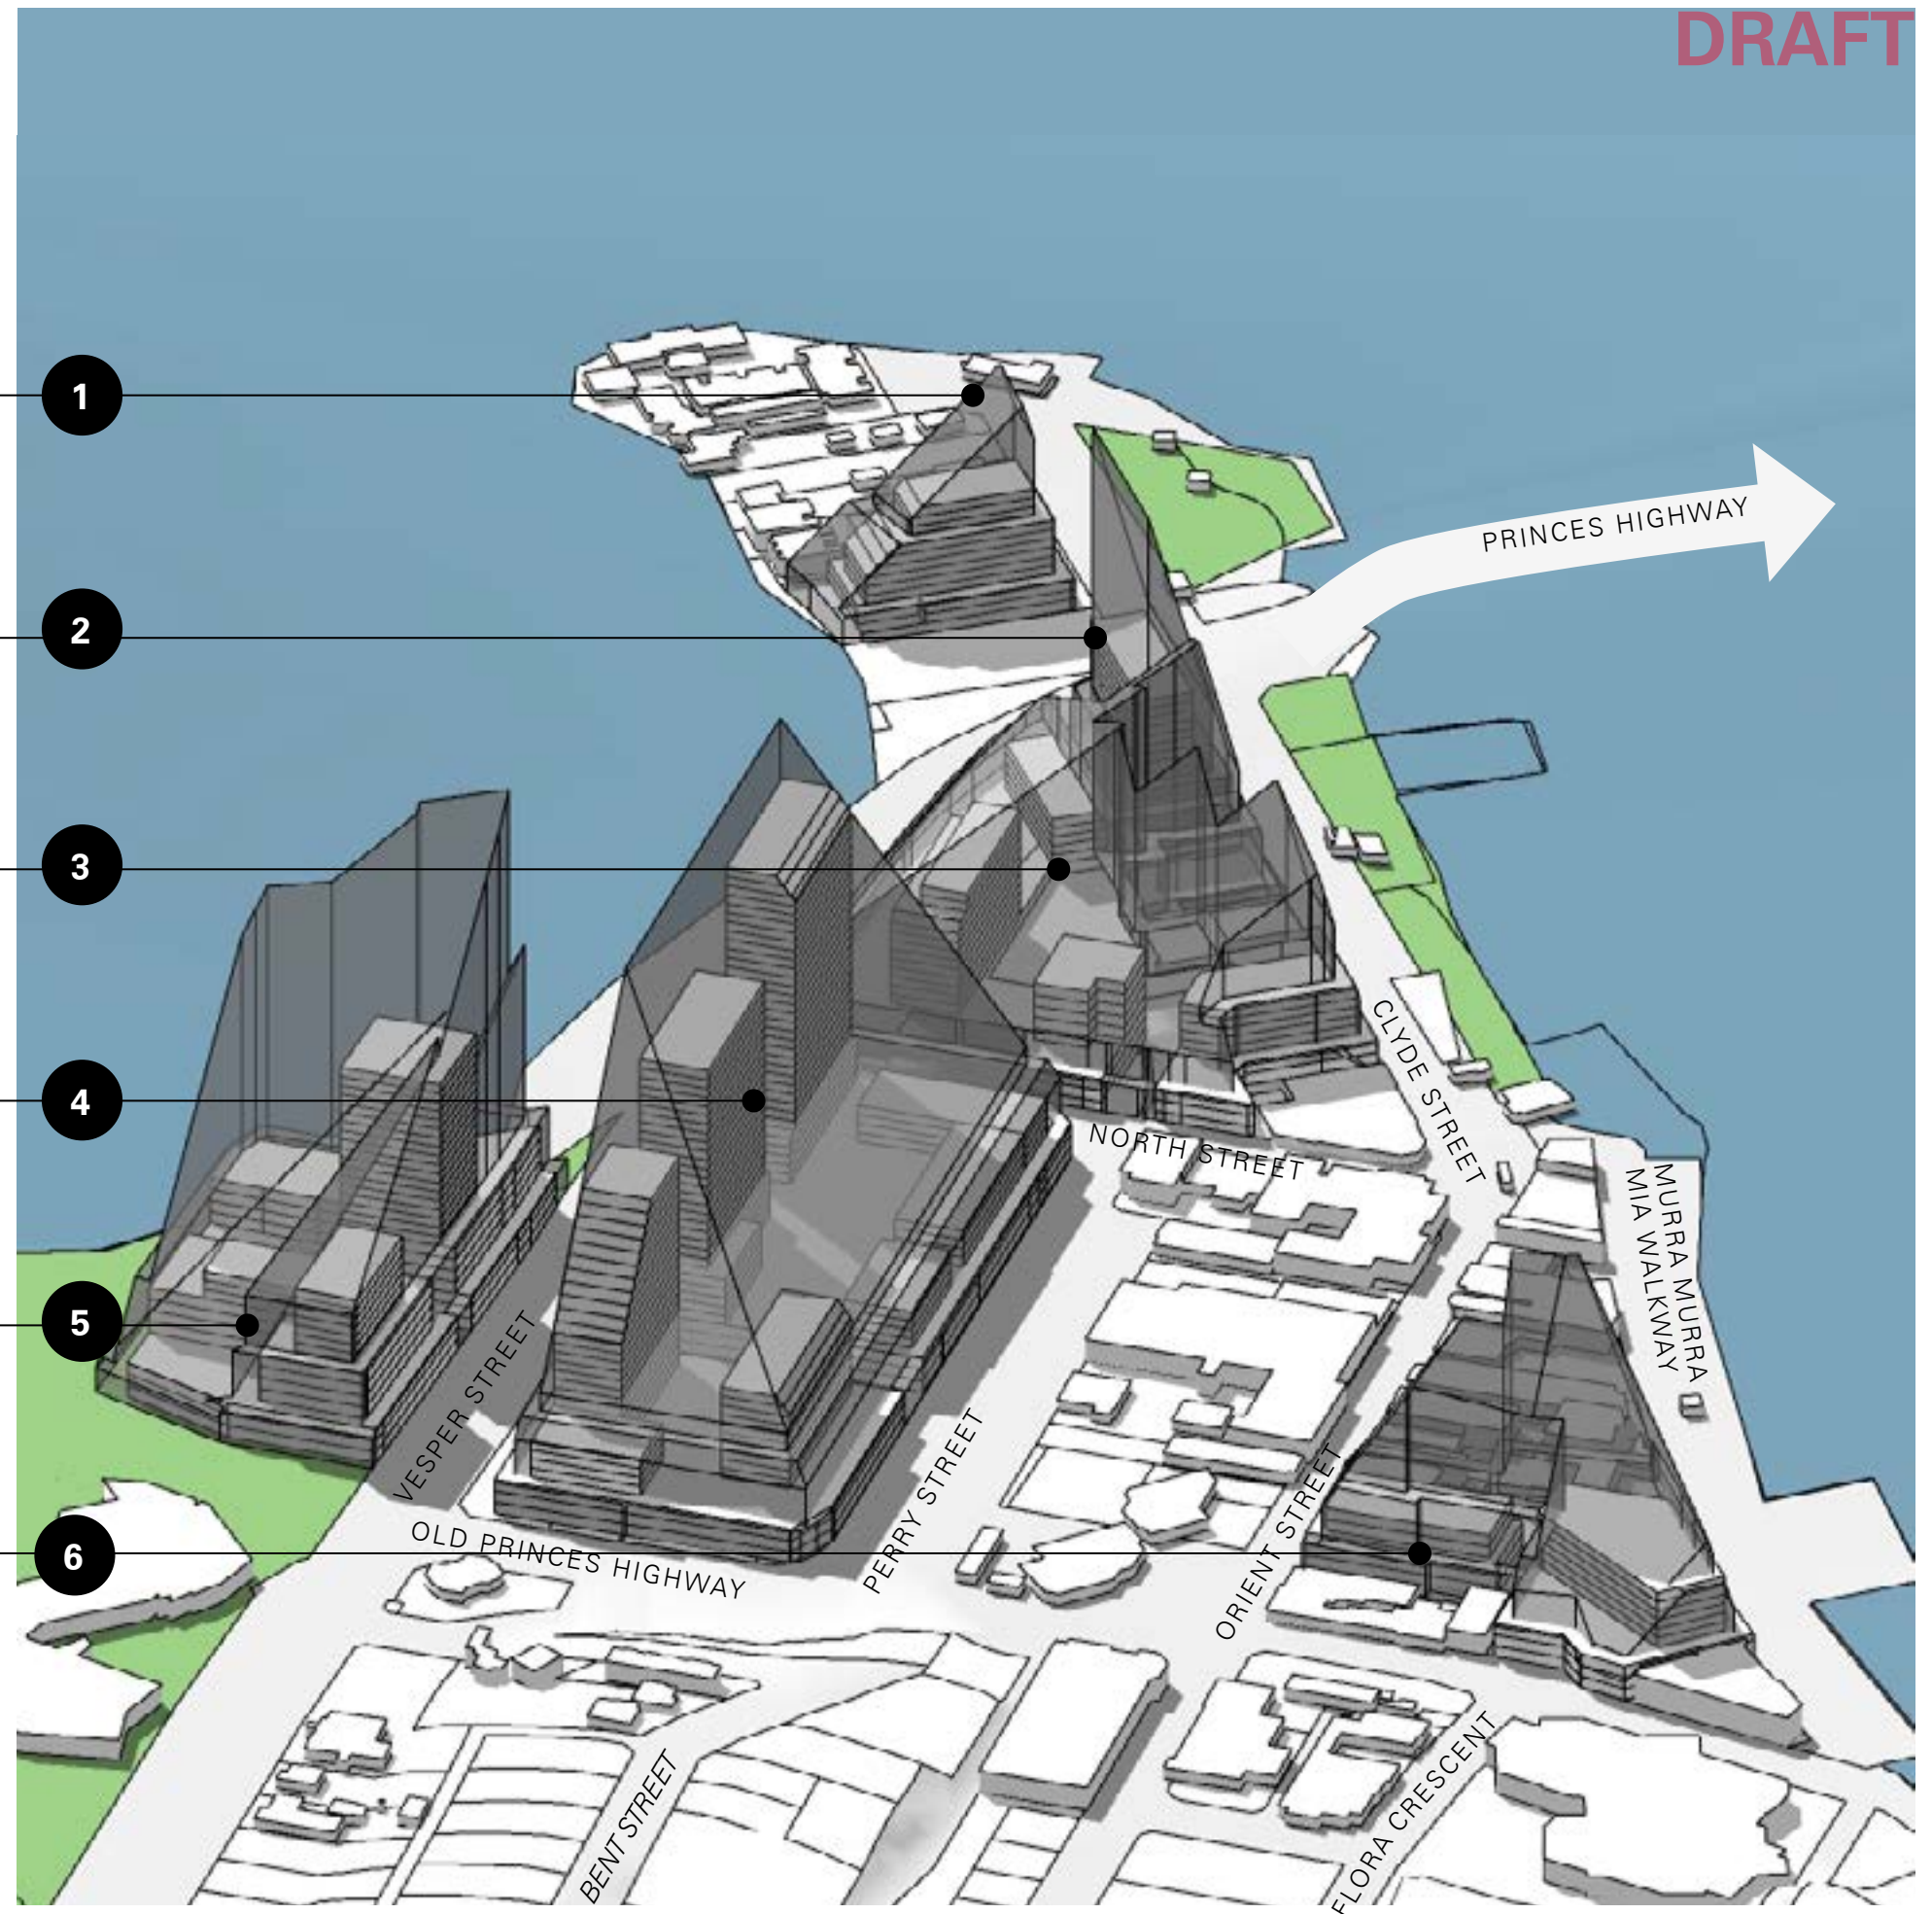 DRAFT
1
PRINCES HIGHWAY
2
3
4
CLYDE STREET
NORTH STREET
MURRA MURRA
MIA WALKWAY
5
VESPER STREET
PERRY STREET
ORIENT STREET
6
OLD PRINCES HIGHWAY
BENT STREET
FLORA CRESCENT